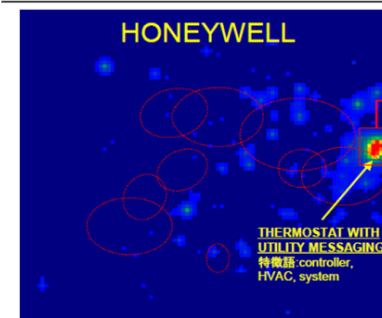 HONEYWELL
THERMOSTAT WITH
UTILITY MESSAGING
特徴語:controller,
HVAC, system